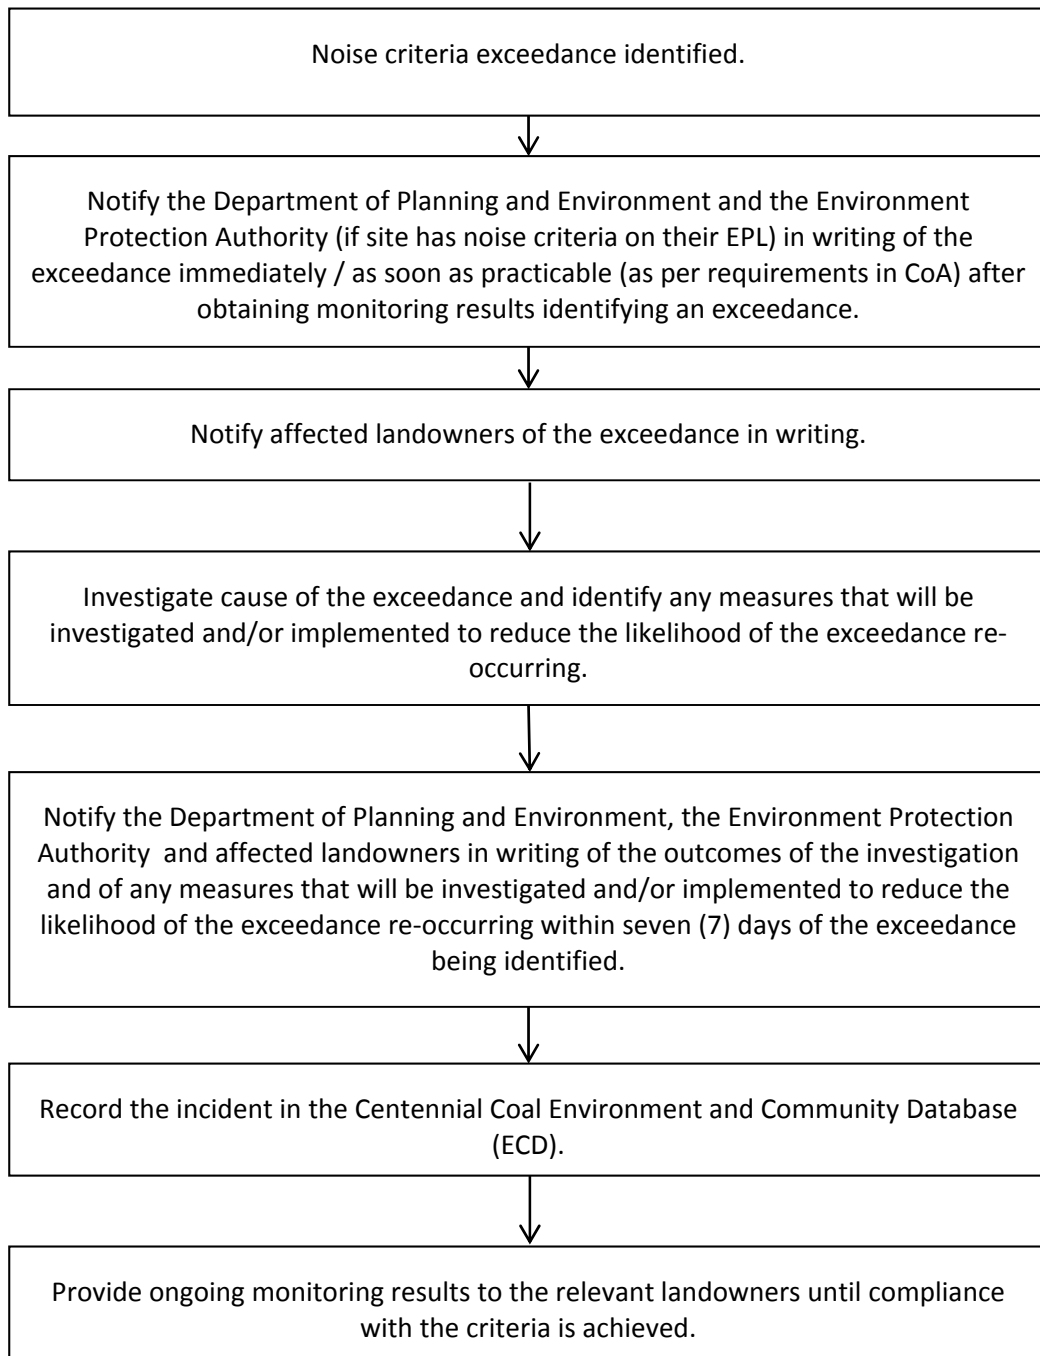 Noise criteria exceedance identified.
Notify the Department of Planning and Environment and the Environment
Protection Authority (if site has noise criteria on their EPL) in writing of the
exceedance immediately / as soon as practicable (as per requirements in CoA) after
obtaining monitoring results identifying an exceedance.
Notify affected landowners of the exceedance in writing.
Investigate cause of the exceedance and identify any measures that will be
investigated and/or implemented to reduce the likelihood of the exceedance re-
occurring.
Notify the Department of Planning and Environment, the Environment Protection
Authority  and affected landowners in writing of the outcomes of the investigation
and of any measures that will be investigated and/or implemented to reduce the
likelihood of the exceedance re-occurring within seven (7) days of the exceedance
being identified.
Record the incident in the Centennial Coal Environment and Community Database
(ECD).
Provide ongoing monitoring results to the relevant landowners until compliance
with the criteria is achieved.